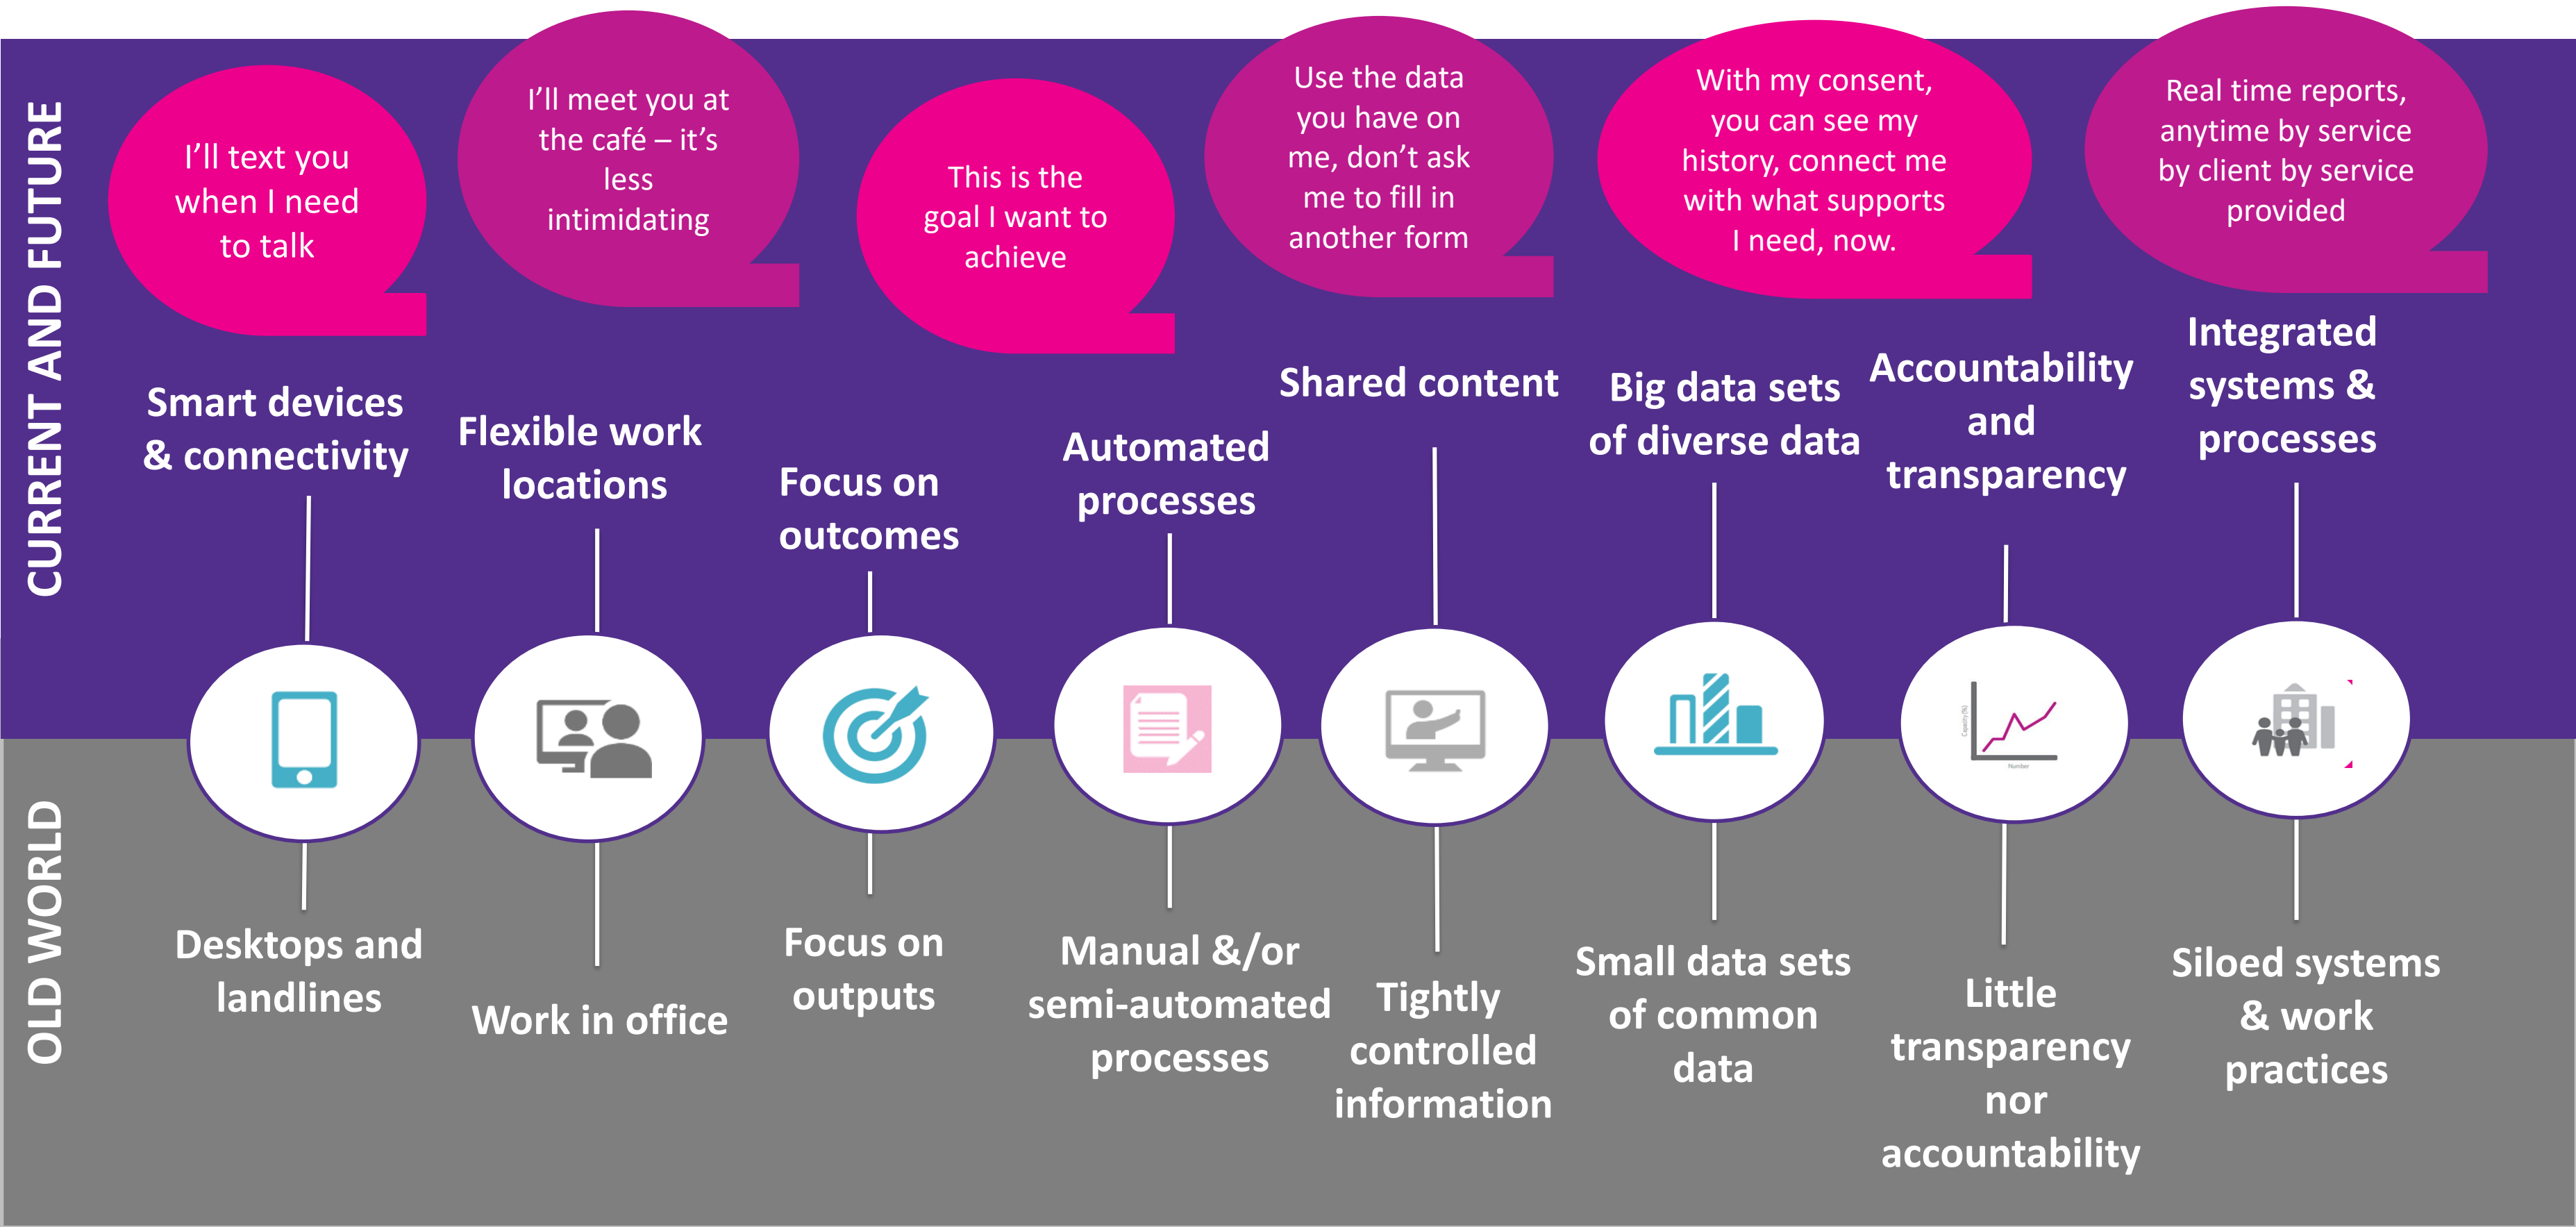 CURRENT AND FUTURE
I’ll text you
when I need
to talk
I’ll meet you at
the café – it’s
less
intimidating
This is the
goal I want to
achieve
Use the data
you have on
me, don’t ask
me to fill in
another form
With my consent,
you can see my
history, connect me
with what supports
I need, now.
Real time reports,
anytime by service
by client by service
provided
Smart devices
& connectivity
Flexible work
locations
Focus on
outcomes
Automated
processes
Shared content
Big data sets
of diverse data
Accountability
and
transparency
Integrated
systems &
processes
Capacity(%)
Number
OLD WORLD
Desktops and
landlines
Work in office
Focus on
outputs
Manual &/or
semi-automated
processes
Tightly
controlled
information
Small data sets
of common
data
Little
transparency
nor
accountability
Siloed systems
& work
practices